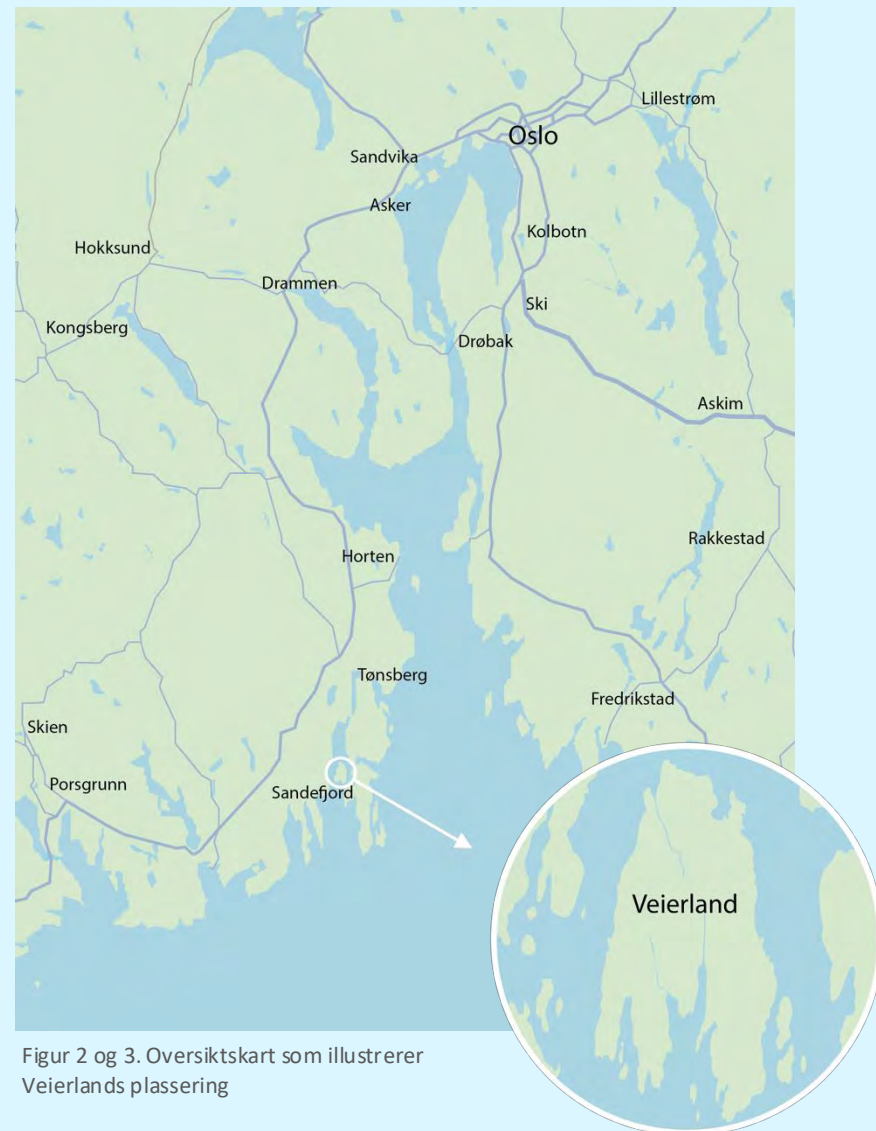 Lillestrøm
Oslo
Sandvika
Asker
Kolbotn
Hokksund
Drammen
Ski
Kongsberg
Drøbak
Askim
Rakkestad
Horten
Tønsberg
Fredrikstad
Skien
Porsgrunn
Sandefjord
Veierland
Figur 2 og 3. Oversiktskart som illustrerer
Veierlands plassering